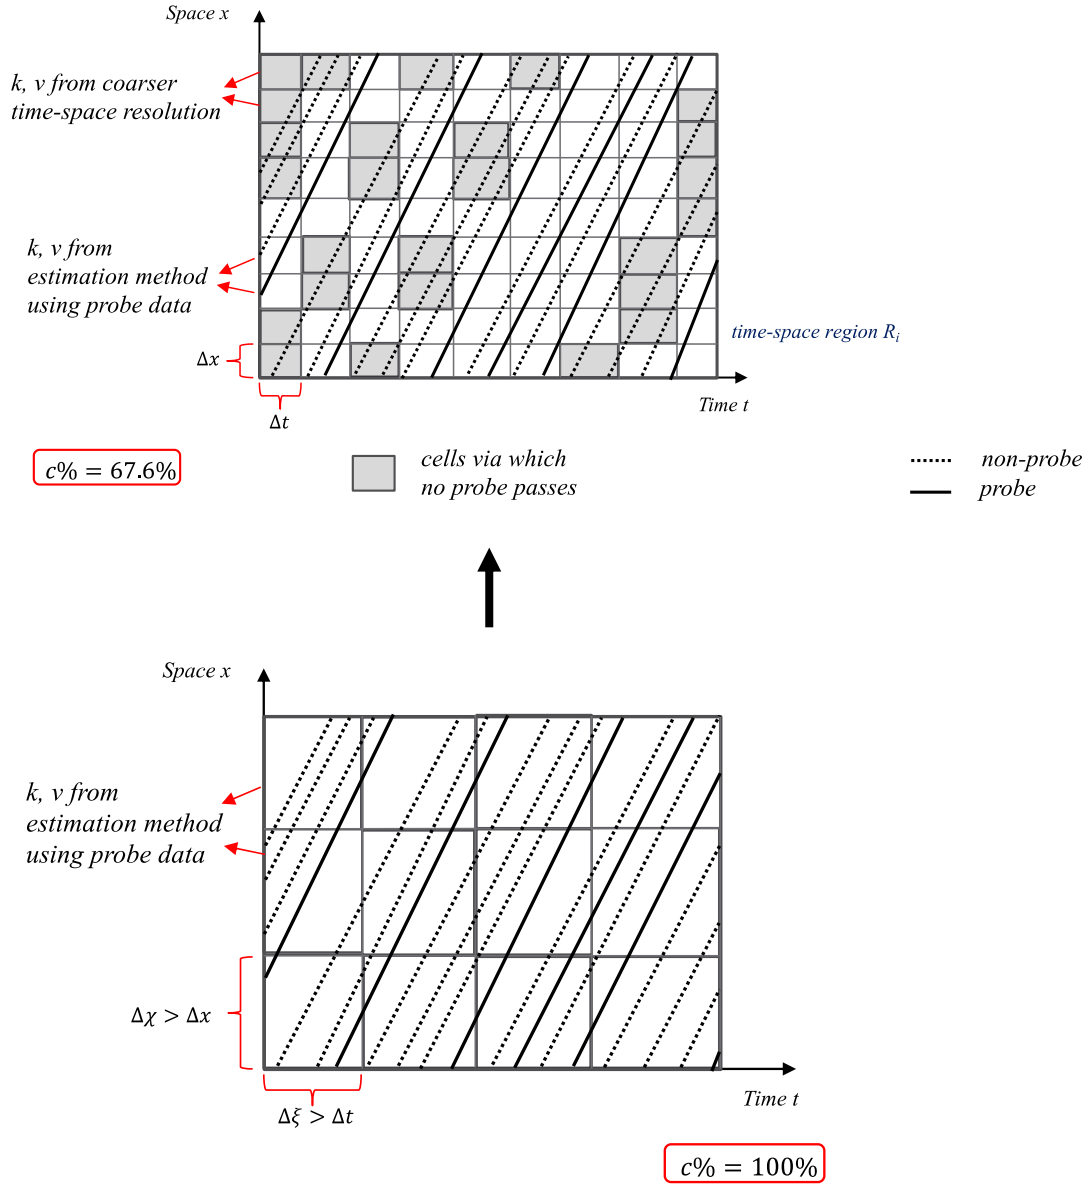 Space x
k, v from coarser
time-space resolution
k, v from
estimation method
using probe data
time-space region Rᵢ
Δx
Time t
Δt
c% = 67.6%
cells via which
no probe passes
non-probe
probe
Space x
k, v from
estimation method
using probe data
Δχ > Δx
Δξ > Δt
Time t
c% = 100%